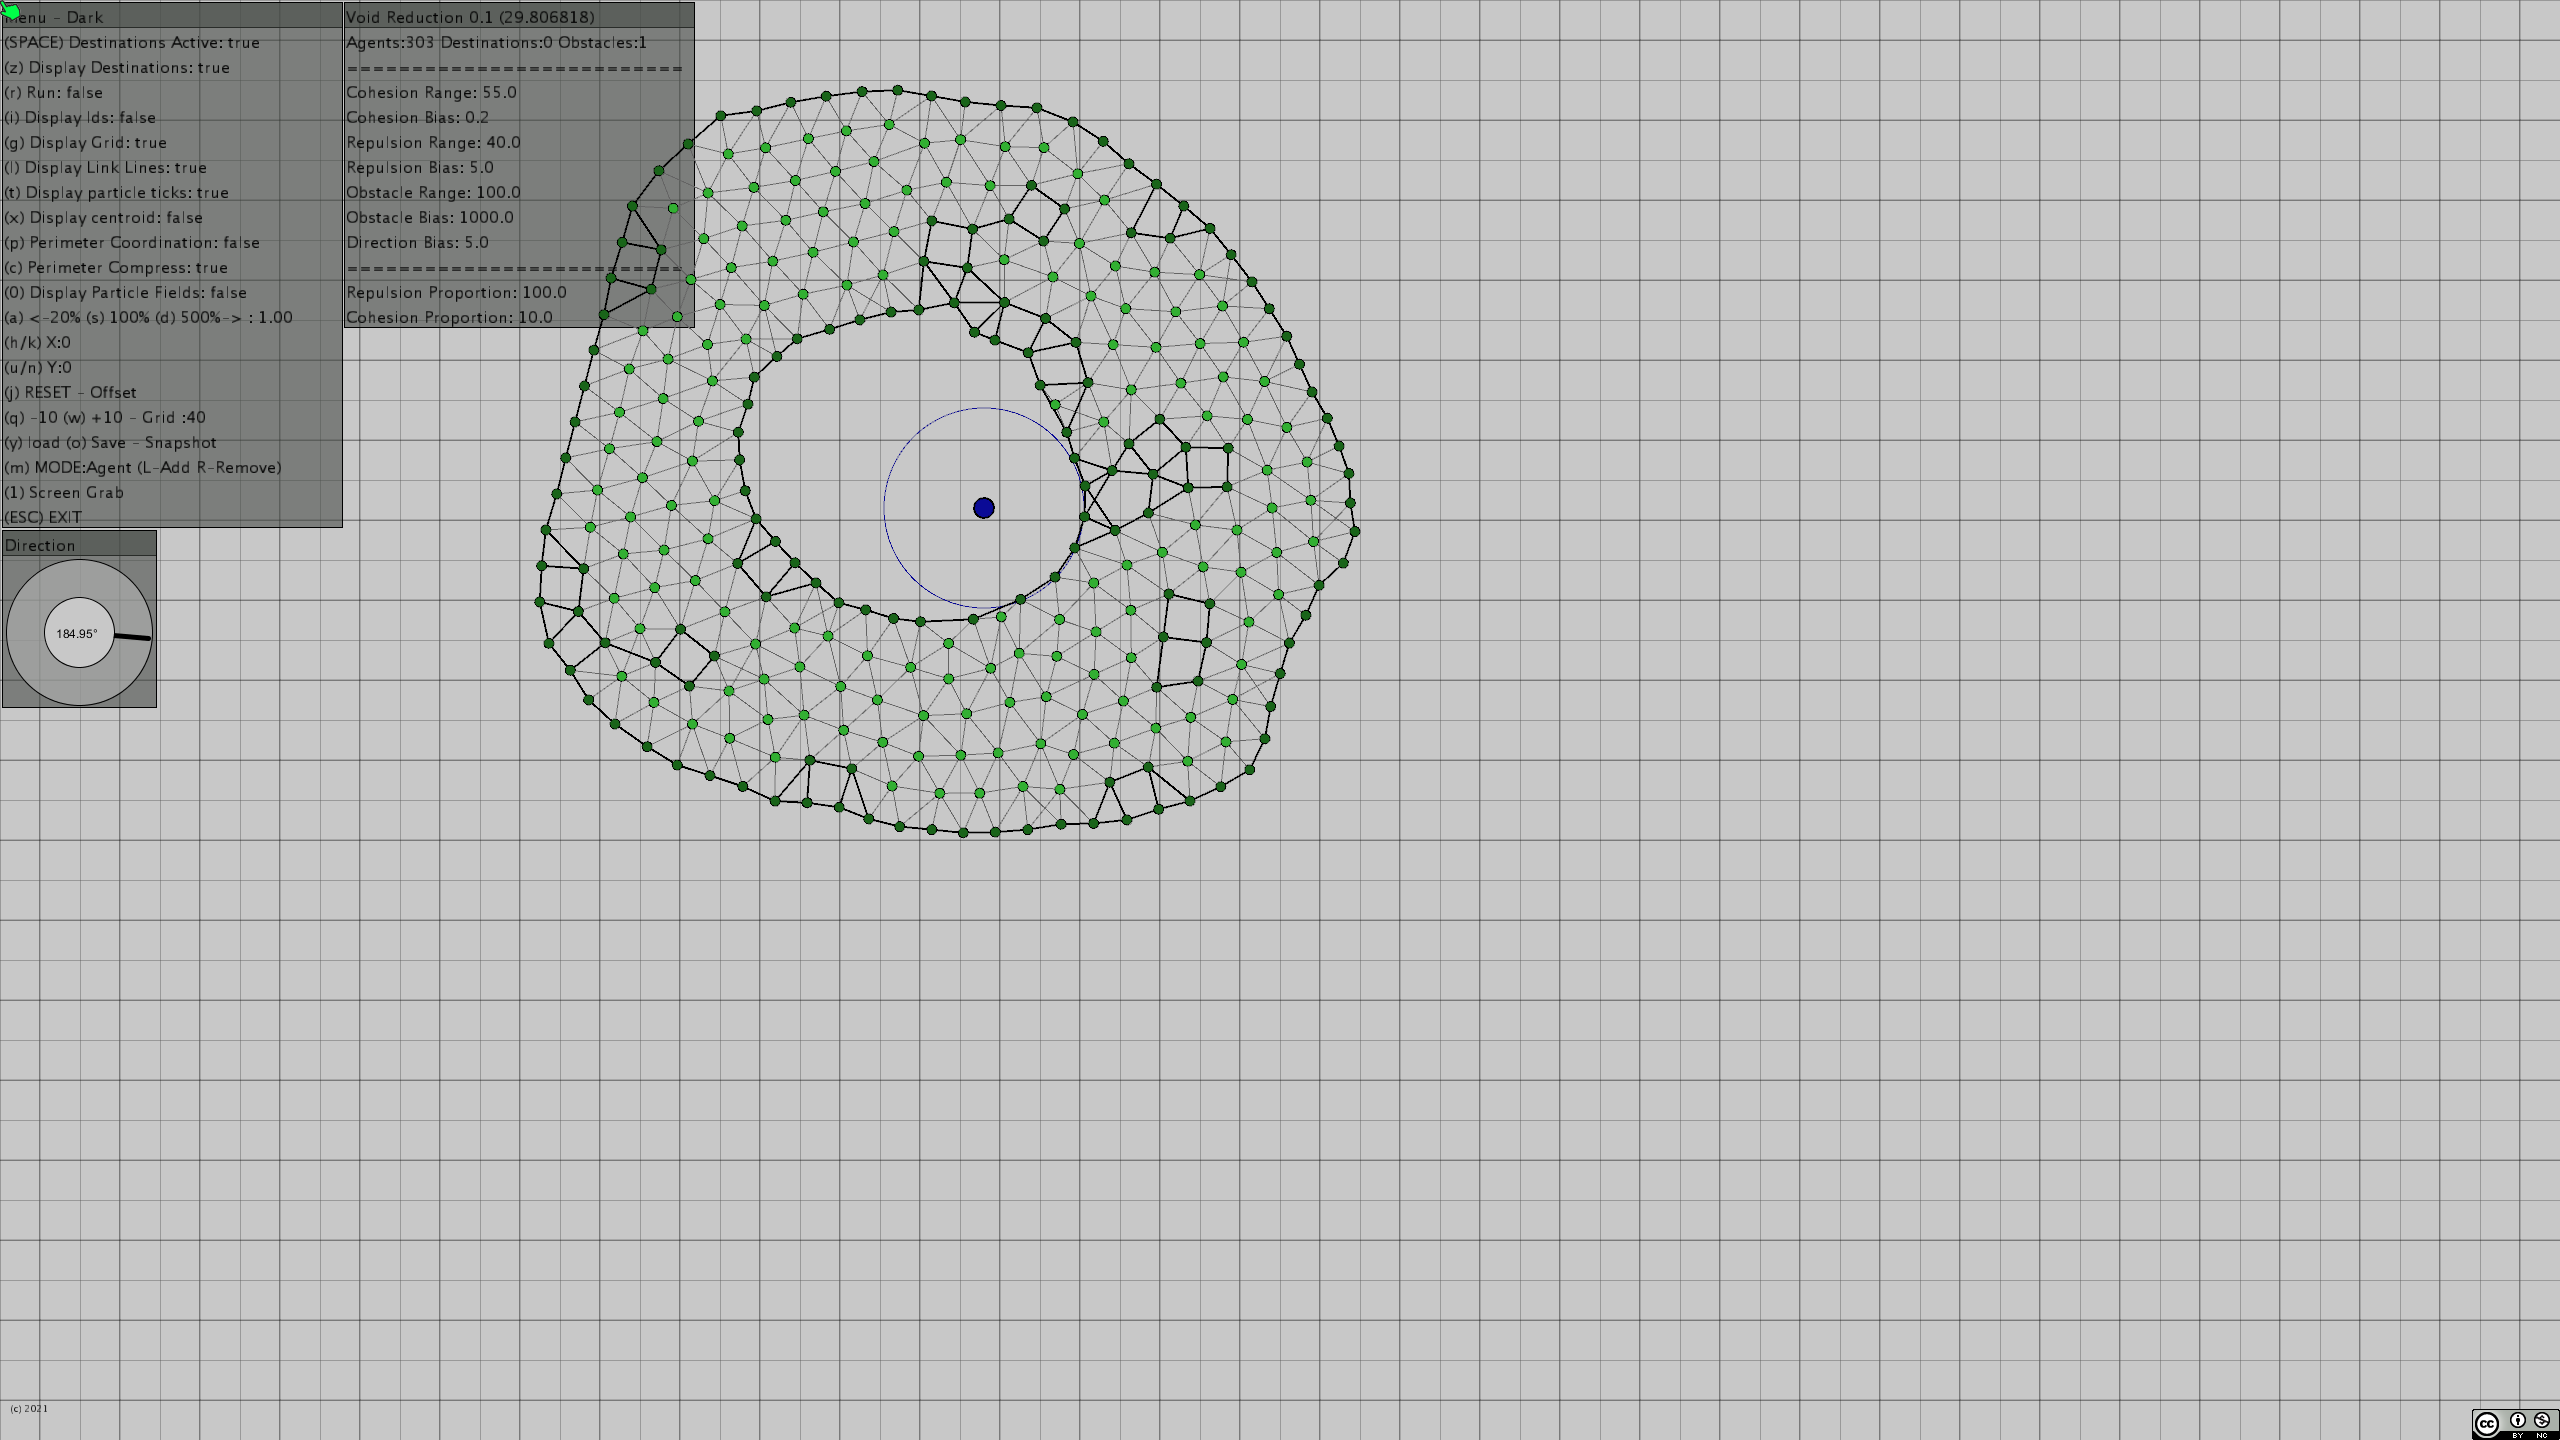 Menu - Dark
(SPACE) Destinations Active: true
(z) Display Destinations: true
(r) Run: false
(i) Display Ids: false
(g) Display Grid: true
(l) Display Link Lines: true
(t) Display particle ticks: true
(x) Display centroid: false
(p) Perimeter Coordination: false
(c) Perimeter Compress: true
(0) Display Particle Fields: false
(a) <-20% (s) 100% (d) 500%-> : 1.00
(h/k) X:0
(u/n) Y:0
(j) RESET - Offset
(q) -10 (w) +10 - Grid :40
(y) load (o) Save - Snapshot
(m) MODE:Agent (L-Add R-Remove)
(1) Screen Grab
(ESC) EXIT
Void Reduction 0.1 (29.806818)
Agents:303 Destinations:0 Obstacles:1
==========================
Cohesion Range: 55.0
Cohesion Bias: 0.2
Repulsion Range: 40.0
Repulsion Bias: 5.0
Obstacle Range: 100.0
Obstacle Bias: 1000.0
Direction Bias: 5.0
==========================
Repulsion Proportion: 100.0
Cohesion Proportion: 10.0
Direction
184.95°
(c) 2021
cc
BY NC